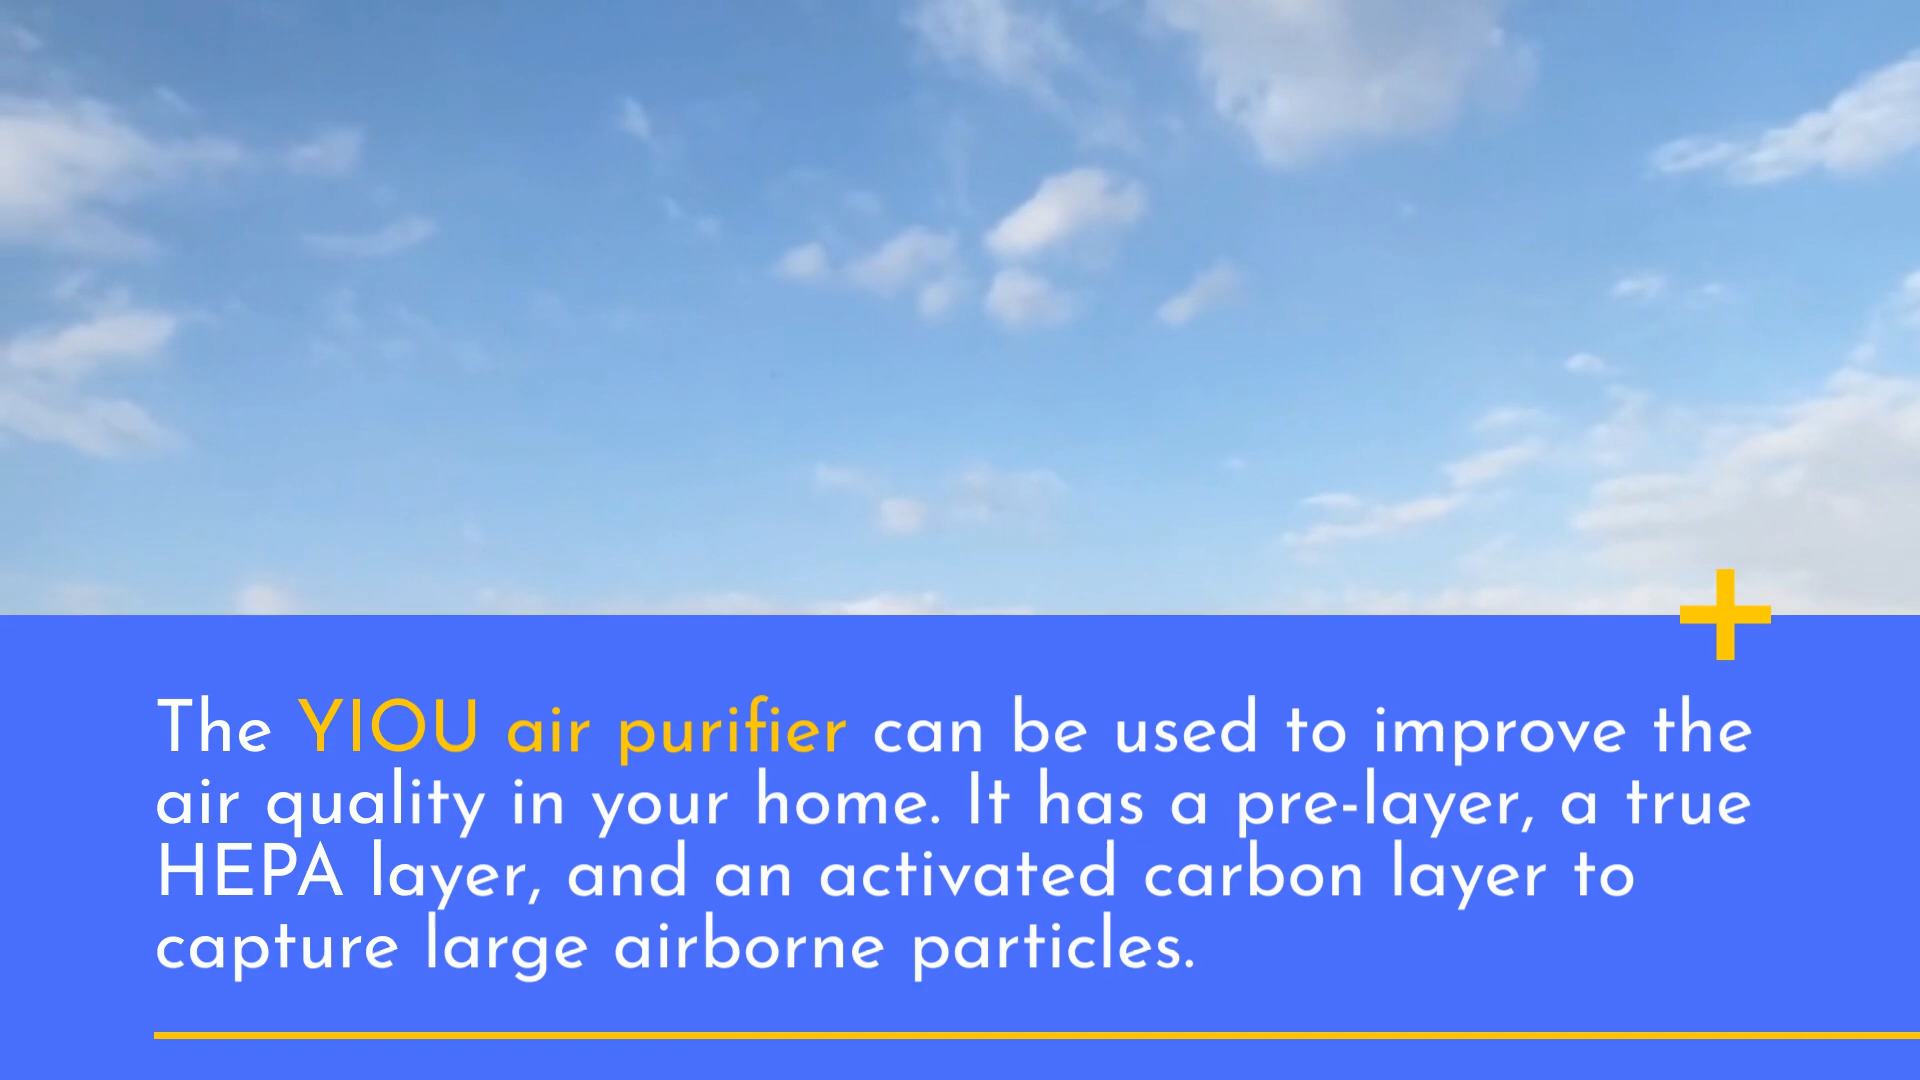 The YIOU air purifier can be used to improve the
air quality in your home. It has a pre-layer, a true
HEPA layer, and an activated carbon layer to
capture large airborne particles.